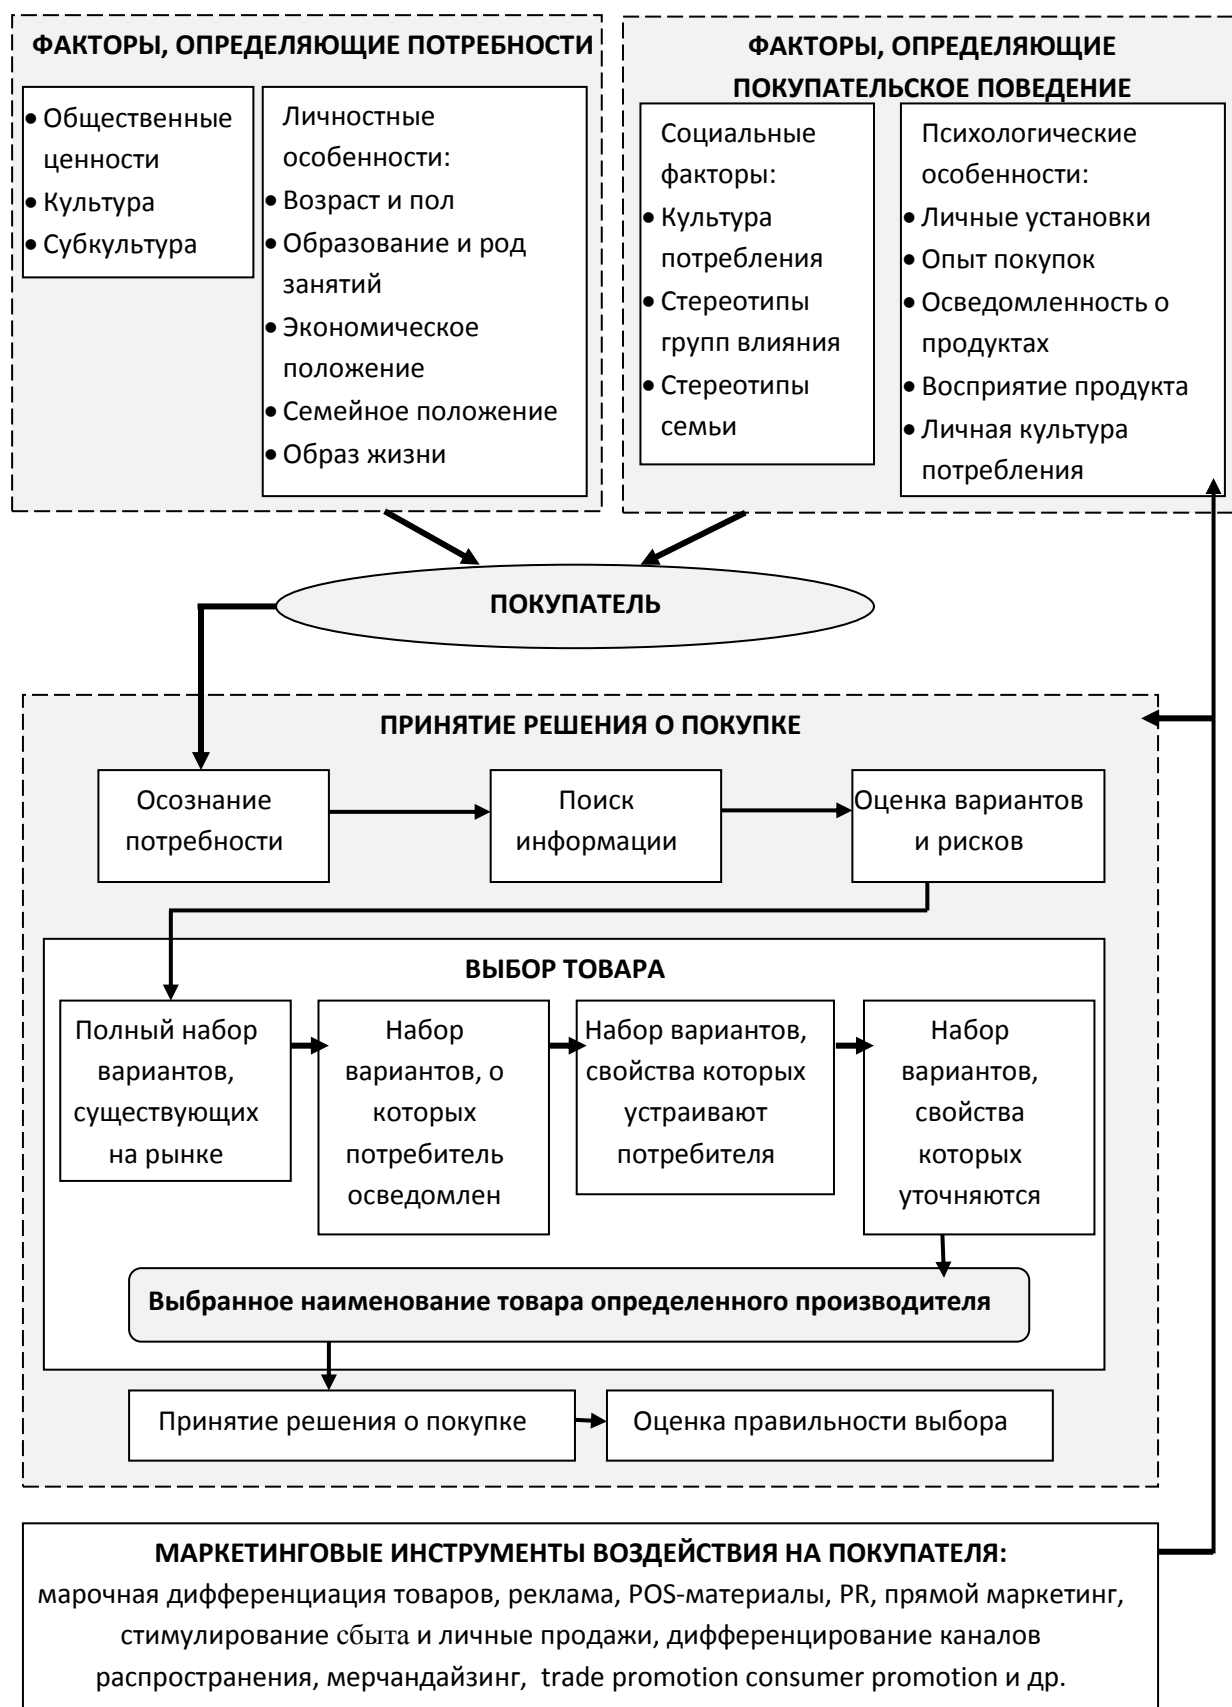 ФАКТОРЫ, ОПРЕДЕЛЯЮЩИЕ ПОТРЕБНОСТИ
• Общественные
ценности
• Культура
• Субкультура
Личностные
особенности:
• Возраст и пол
• Образование и род
занятий
• Экономическое
положение
• Семейное положение
• Образ жизни
ФАКТОРЫ, ОПРЕДЕЛЯЮЩИЕ
ПОКУПАТЕЛЬСКОЕ ПОВЕДЕНИЕ
Социальные
факторы:
• Культура
потребления
• Стереотипы
групп влияния
• Стереотипы
семьи
Психологические
особенности:
• Личные установки
• Опыт покупок
• Осведомленность о
продуктах
• Восприятие продукта
• Личная культура
потребления
ПОКУПАТЕЛЬ
ПРИНЯТИЕ РЕШЕНИЯ О ПОКУПКЕ
Осознание
потребности
Поиск
информации
Оценка вариантов
и рисков
ВЫБОР ТОВАРА
Полный набор
вариантов,
существующих
на рынке
Набор
вариантов, о
которых
потребитель
осведомлен
Набор вариантов,
свойства которых
устраивают
потребителя
Набор
вариантов,
свойства
которых
уточняются
Выбранное наименование товара определенного производителя
Принятие решения о покупке
Оценка правильности выбора
МАРКЕТИНГОВЫЕ ИНСТРУМЕНТЫ ВОЗДЕЙСТВИЯ НА ПОКУПАТЕЛЯ:
марочная дифференциация товаров, реклама, POS-материалы, PR, прямой маркетинг,
стимулирование сбыта и личные продажи, дифференцирование каналов
распространения, мерчандайзинг, trade promotion consumer promotion и др.